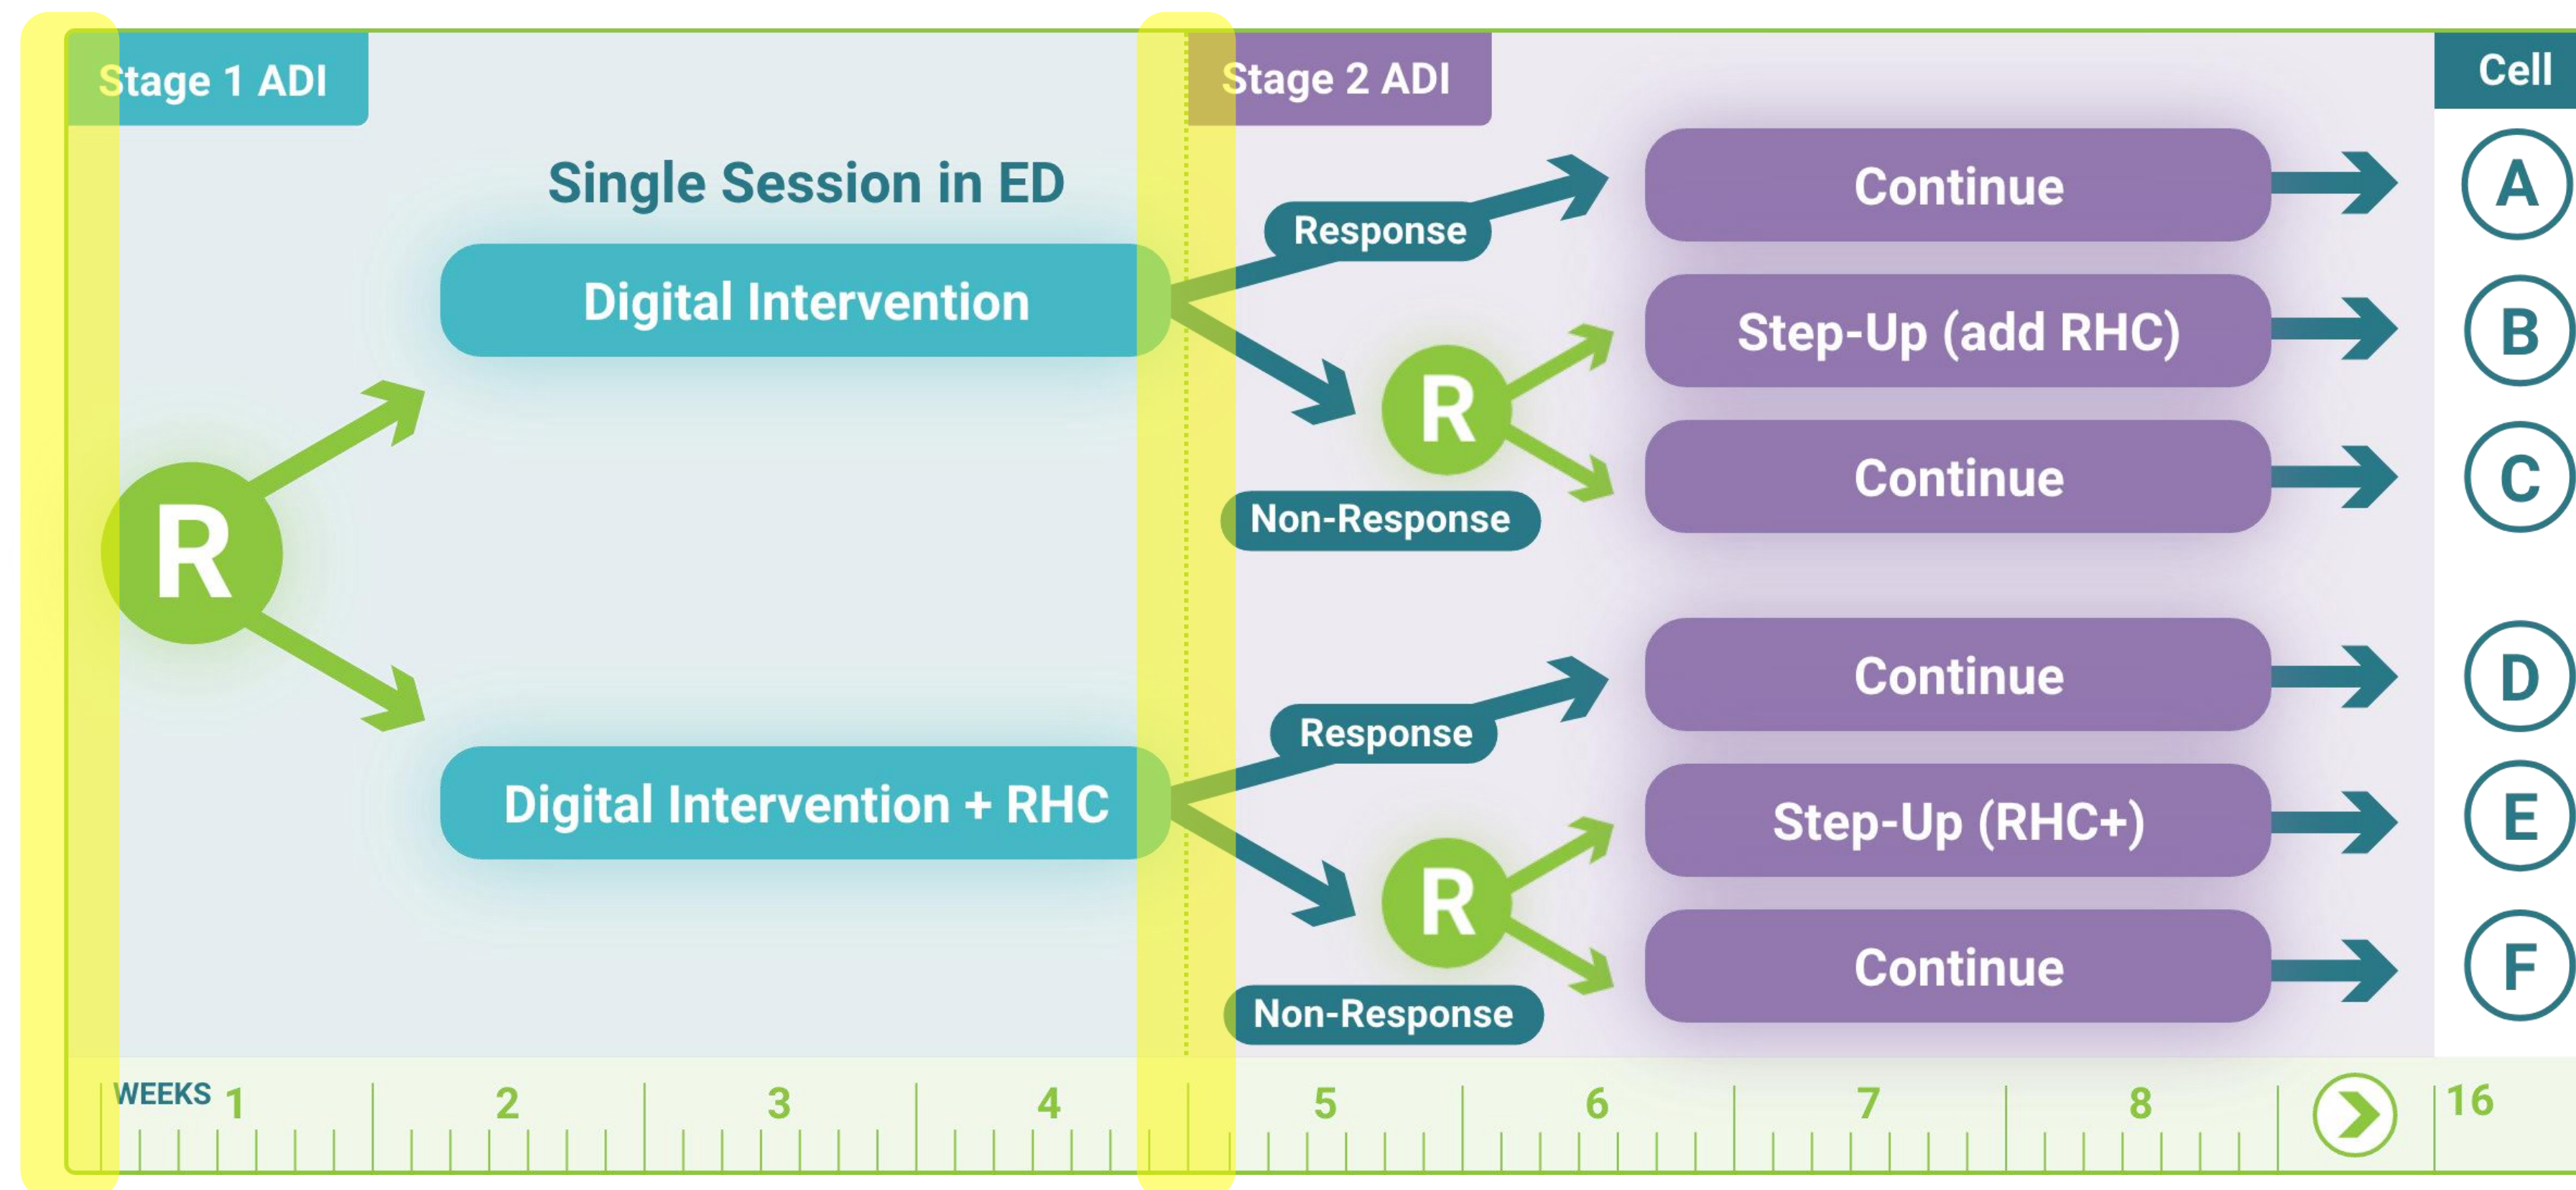 Stage 1 ADI
Stage 2 ADI
Cell
Single Session in ED
Digital Intervention
Response
Continue
A
R
Step-Up (add RHC)
B
Non-Response
Continue
C
R
Digital Intervention + RHC
Response
Continue
D
R
Step-Up (RHC+)
E
Non-Response
Continue
F
WEEKS 1 2 3 4 5 6 7 8 16